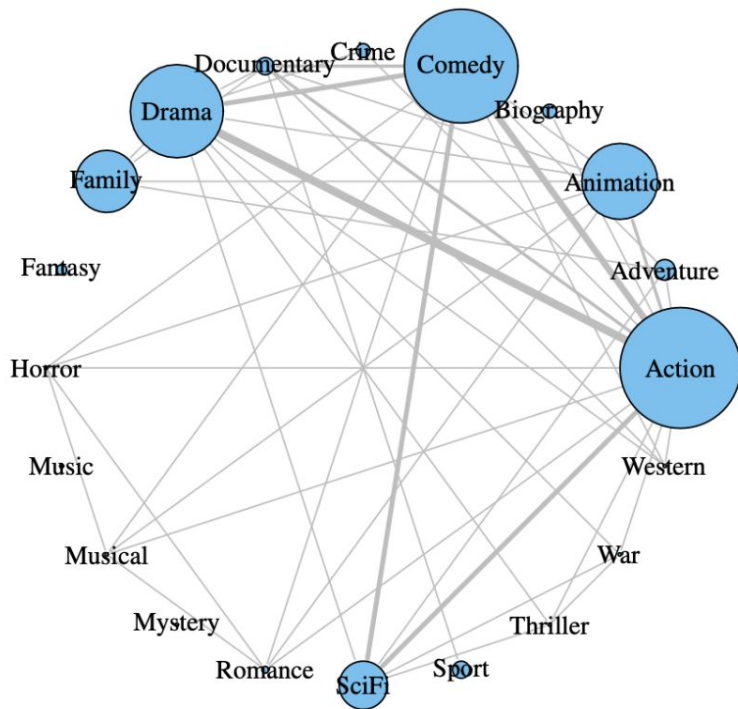 Crime
Comedy
Documentary
Drama
Biography
Family
Animation
Fantasy
Adventure
Horror
Action
Music
Western
Musical
War
Mystery
Thriller
Romance
SciFi
Sport